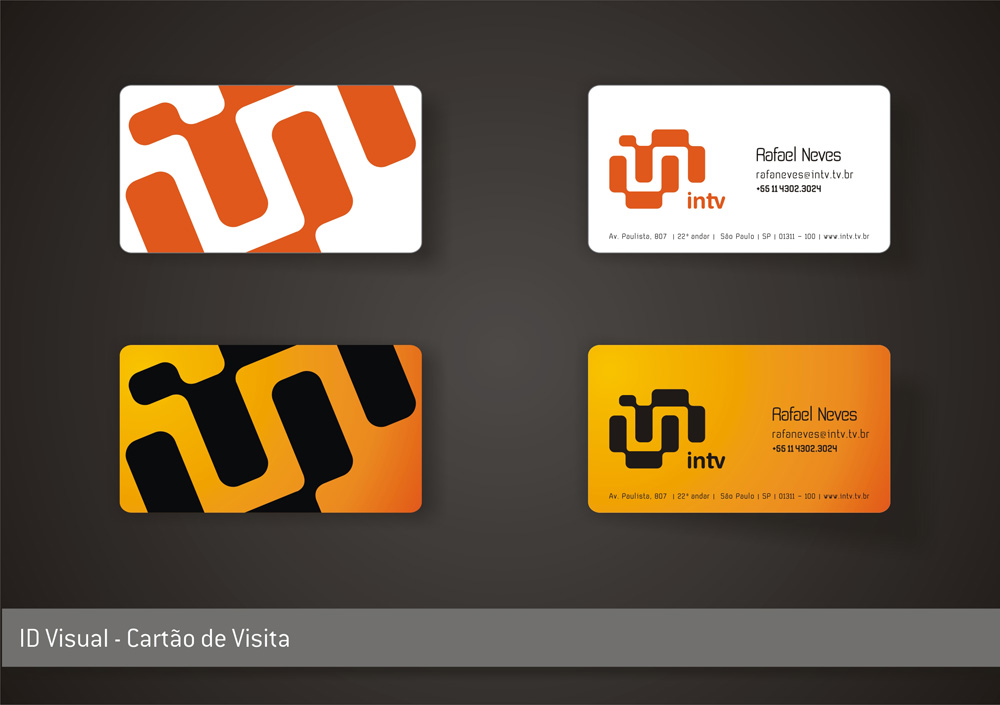 intv
Rafael Neves
rafaneves@intv.tv.br
+55 11 4302.3024
Av. Paulista, 807 | 22º andar | São Paulo | SP | 01311 - 100 | www.intv.tv.br
intv
Rafael Neves
rafaneves@intv.tv.br
+55 11 4302.3024
Av. Paulista, 807 | 22º andar | São Paulo | SP | 01311 - 100 | www.intv.tv.br
ID Visual - Cartão de Visita